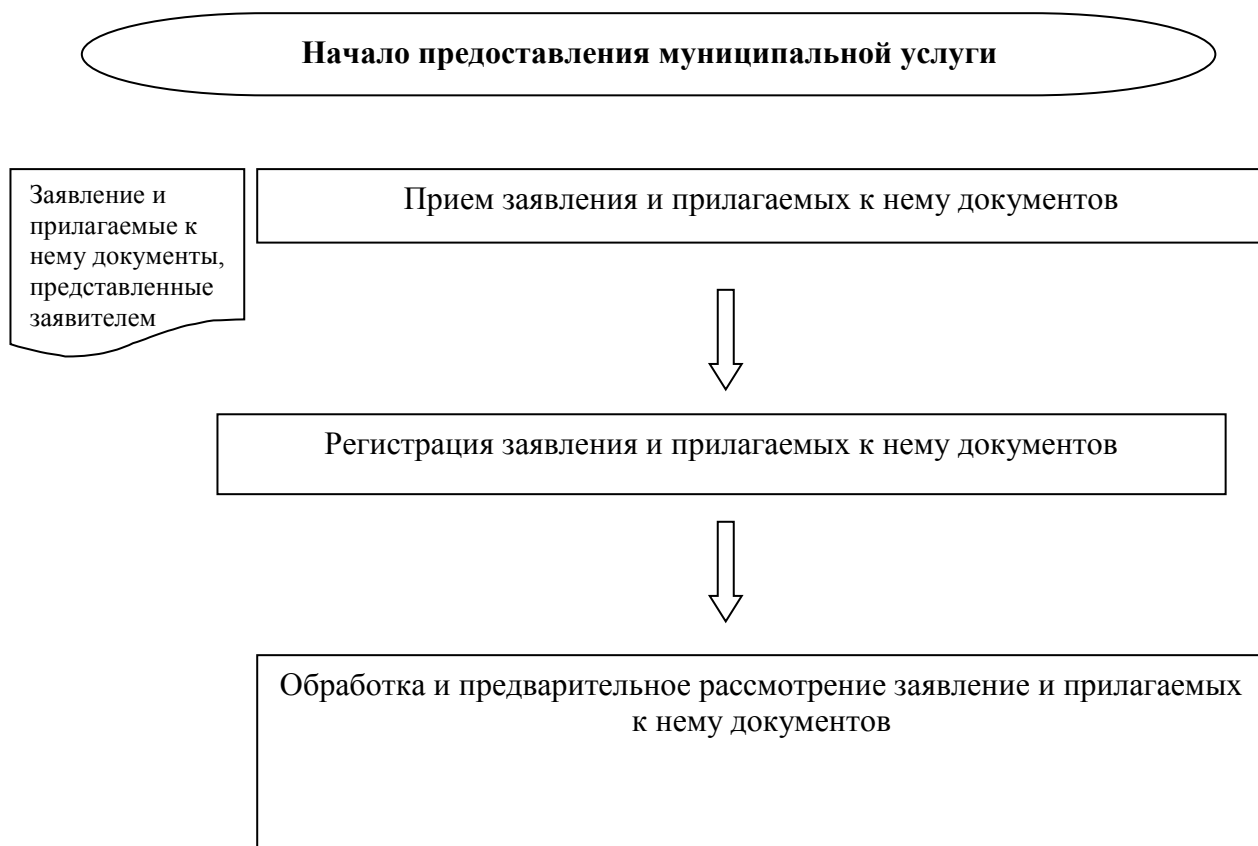 Начало предоставления муниципальной услуги
Заявление и
прилагаемые к
нему документы,
представленные
заявителем
Прием заявления и прилагаемых к нему документов
Регистрация заявления и прилагаемых к нему документов
Обработка и предварительное рассмотрение заявление и прилагаемых
к нему документов